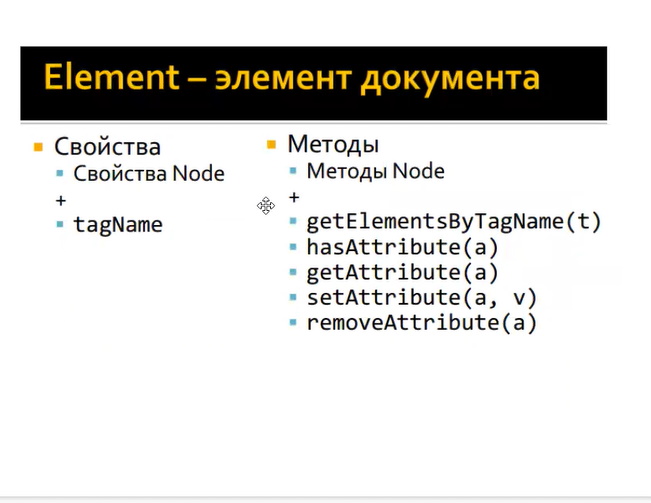 Element – элемент документа
Свойства
Свойства Node
+
tagName
Методы
Методы Node
+
getElementsByTagName(t)
hasAttribute(a)
getAttribute(a)
setAttribute(a, v)
removeAttribute(a)